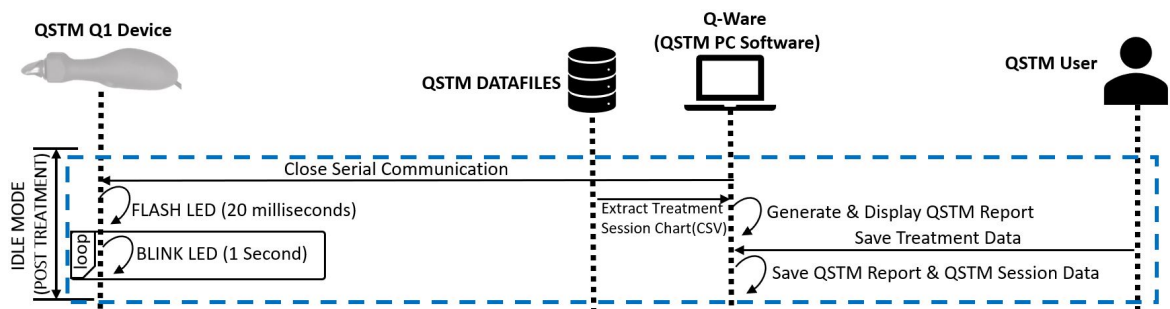 QSTM Q1 Device
QSTM DATAFILES
Q-Ware
(QSTM PC Software)
QSTM User
IDLE MODE
(POST TREATMENT)
Close Serial Communication
FLASH LED (20 milliseconds)
Extract Treatment
Session Chart(CSV)
Generate & Display QSTM Report
Save Treatment Data
loop
BLINK LED (1 Second)
Save QSTM Report & QSTM Session Data